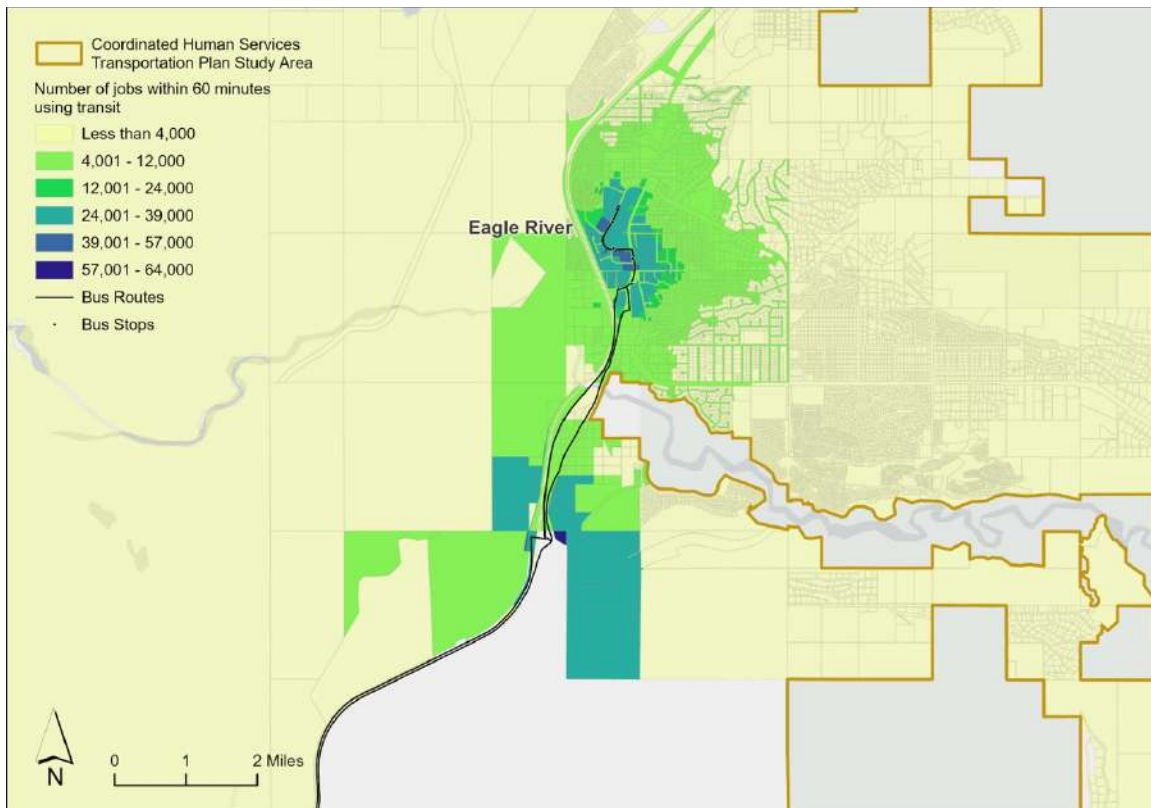 Coordinated Human Services
Transportation Plan Study Area
Number of jobs within 60 minutes
using transit
Less than 4,000
4,001 - 12,000
12,001 - 24,000
24,001 - 39,000
39,001 - 57,000
57,001 - 64,000
Bus Routes
Bus Stops
Eagle River
N
0 1 2 Miles